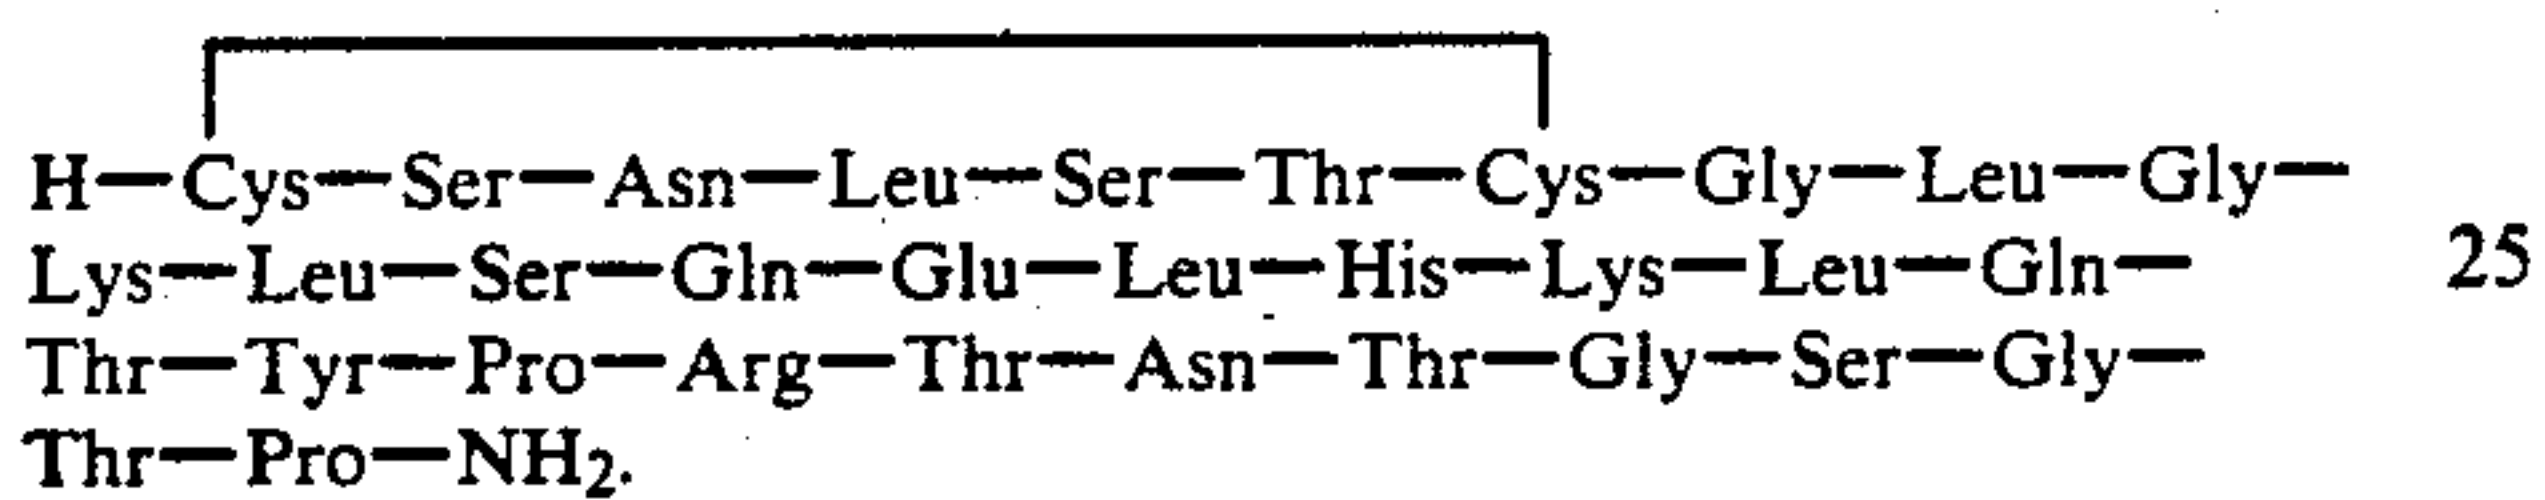 H—Cys—Ser—Asn—Leu—Ser—Thr—Cys—Gly—Leu—Gly—
Lys—Leu—Ser—Gln—Glu—Leu—His—Lys—Leu—Gln— 25
Thr—Tyr—Pro—Arg—Thr—Asn—Thr—Gly—Ser—Gly—
Thr—Pro—NH₂.